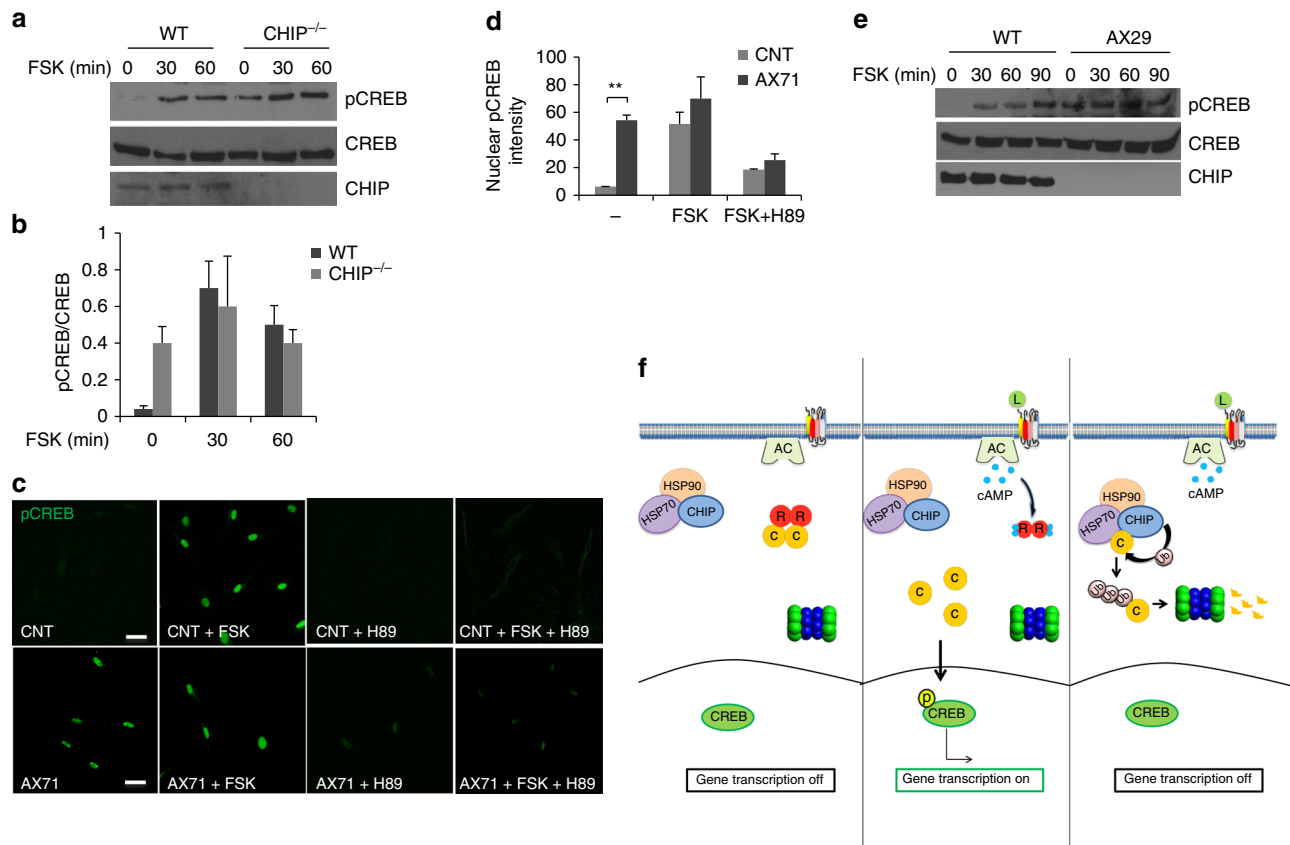 a
WT CHIP−/−
FSK (min) 0 30 60 0 30 60
pCREB
CREB
CHIP
b
pCREB/CREB
1
0.8
0.6
0.4
0.2
0
WT
CHIP−/−
FSK (min) 0 30 60
c
pCREB
CNT
CNT + FSK
CNT + H89
CNT + FSK + H89
AX71
AX71 + FSK
AX71 + H89
AX71 + FSK + H89
d
Nuclear pCREB
intensity
100
80
60
40
20
0
**
CNT
AX71
– FSK FSK+H89
e
WT AX29
FSK (min) 0 30 60 90 0 30 60 90
pCREB
CREB
CHIP
f
AC
HSP90
HSP70
CHIP
R R
C C
CREB
Gene transcription off
L
AC
cAMP
HSP90
HSP70
CHIP
R R
C
C
C
p
CREB
Gene transcription on
L
AC
cAMP
HSP90
HSP70
CHIP
C
Ub
Ub Ub Ub
C
CREB
Gene transcription off